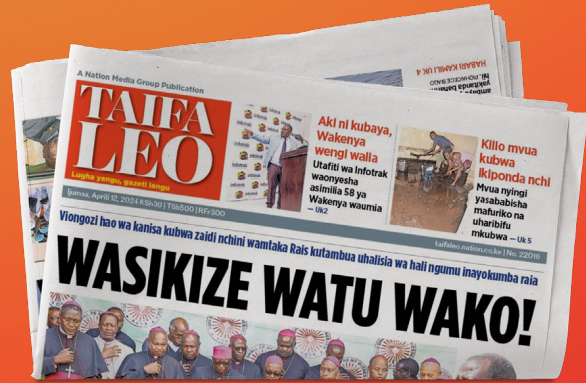 A Nation Media Group Publication
TAIFA
LEO
Lugha yangu, gazeti langu
Aki ni kubaya,
Wakenya
wengi walia
Utafiti wa Infotrak
waonyesha
asimilia 58 ya
Wakenya waumia
— Uk2
Kilio mvua
kubwa
ikiponda nchi
Mvua nyingi
yasababisha
mafuriko na
uharibifu
mkubwa — Uk 5
Ijumaa, Aprili 12, 2024 KSh30 | TSh500 | RFr300
taifaleo.nation.co.ke | No. 22016
Viongozi hao wa kanisa kubwa zaidi nchini wamtaka Rais kutambua uhalisia wa hali ngumu inayokumba raia
WASIKIZE WATU WAKO!
HABARI KAMILI UK 4